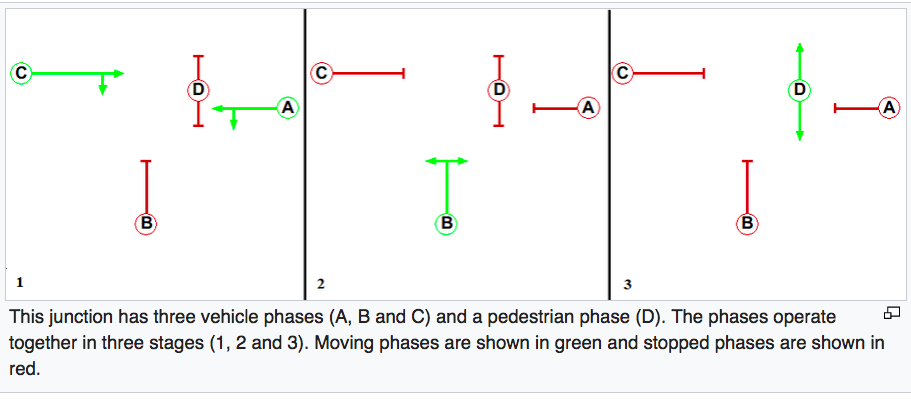 C
D
A
B
1
C
D
A
B
2
C
D
A
B
3
This junction has three vehicle phases (A, B and C) and a pedestrian phase (D). The phases operate
together in three stages (1, 2 and 3). Moving phases are shown in green and stopped phases are shown in
red.